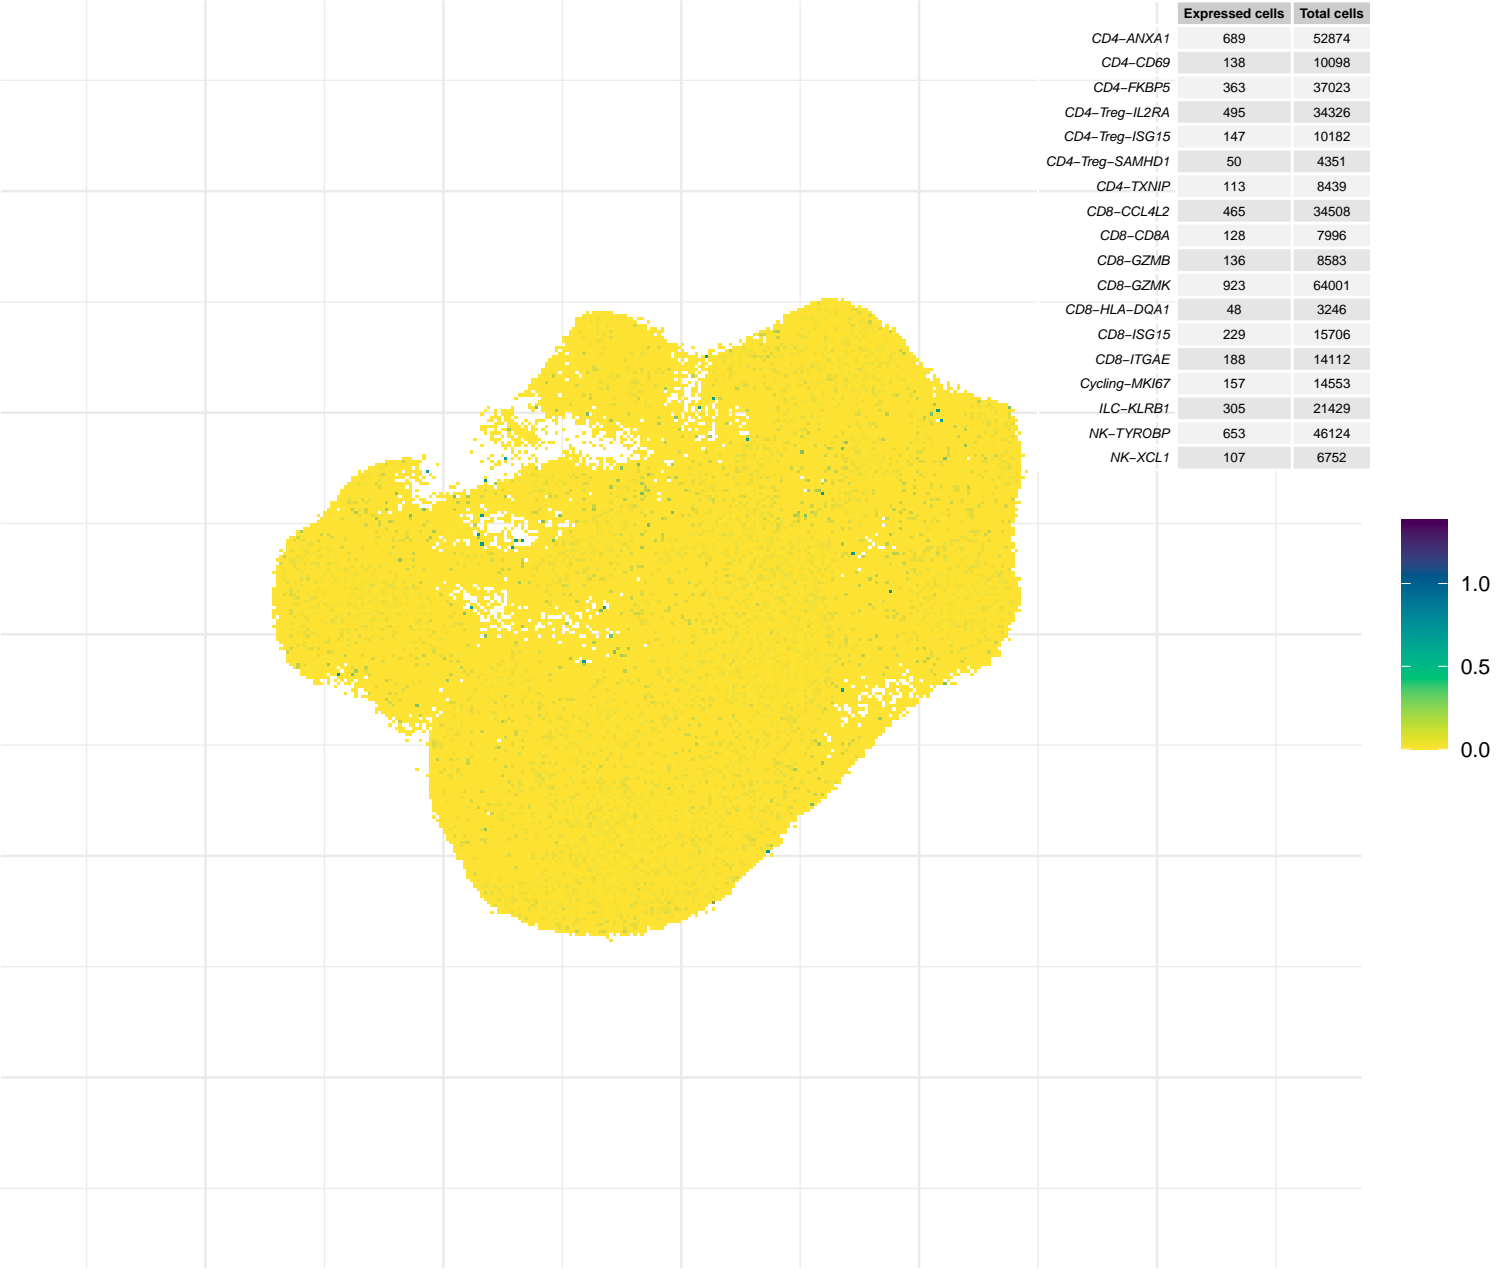 Expressed cells Total cells
CD4−ANXA1 689 52874
CD4−CD69 138 10098
CD4−FKBP5 363 37023
CD4−Treg−IL2RA 495 34326
CD4−Treg−ISG15 147 10182
CD4−Treg−SAMHD1 50 4351
CD4−TXNIP 113 8439
CD8−CCL4L2 465 34508
CD8−CD8A 128 7996
CD8−GZMB 136 8583
CD8−GZMK 923 64001
CD8−HLA−DQA1 48 3246
CD8−ISG15 229 15706
CD8−ITGAE 188 14112
Cycling−MKI67 157 14553
ILC−KLRB1 305 21429
NK−TYROBP 653 46124
NK−XCL1 107 6752
1.0
0.5
0.0